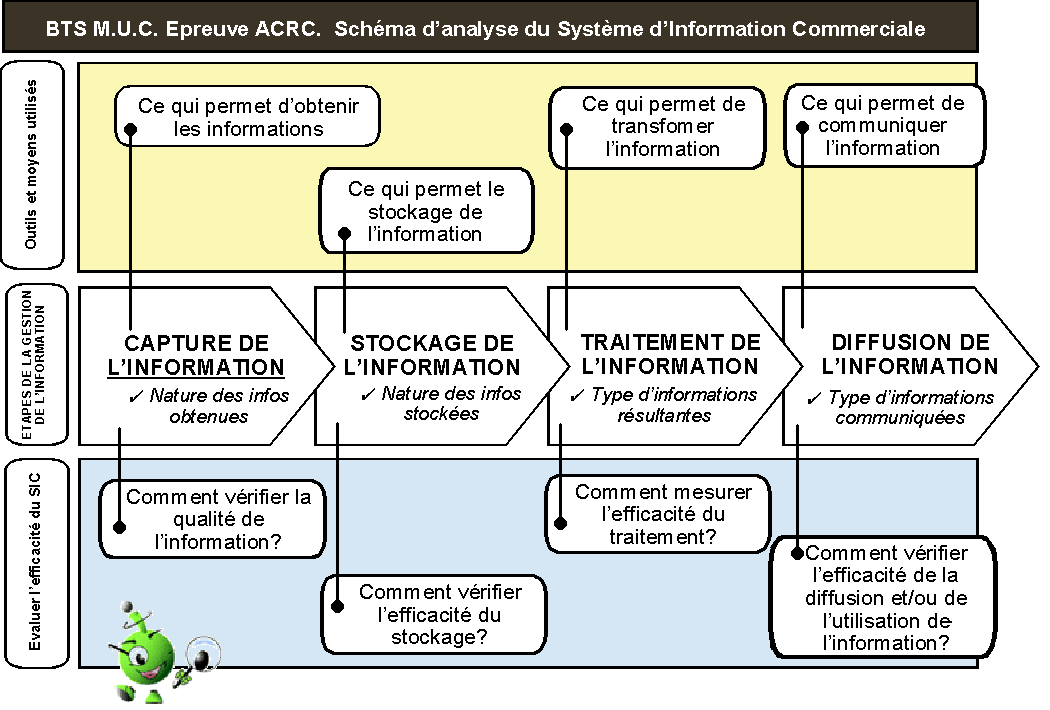 BTS M.U.C. Epreuve ACRC. Schéma d'analyse du Système d'Information Commerciale
Outils et moyens utilisés
Ce qui permet d'obtenir
les informations
Ce qui permet le
stockage de
l'information
Ce qui permet de
transfomer
l'information
Ce qui permet de
communiquer
l'information
ETAPES DE LA GESTION
DE L'INFORMATION
CAPTURE DE
L'INFORMATION
✓ Nature des infos
obtenues
STOCKAGE DE
L'INFORMATION
✓ Nature des infos
stockées
TRAITEMENT DE
L'INFORMATION
✓ Type d'informations
résultantes
DIFFUSION DE
L'INFORMATION
✓ Type d'informations
communiquées
Evaluer l'efficacité du SIC
Comment vérifier la
qualité de
l'information?
Comment vérifier
l'efficacité du
stockage?
Comment mesurer
l'efficacité du
traitement?
Comment vérifier
l'efficacité de la
diffusion et/ou de
l'utilisation de
l'information?